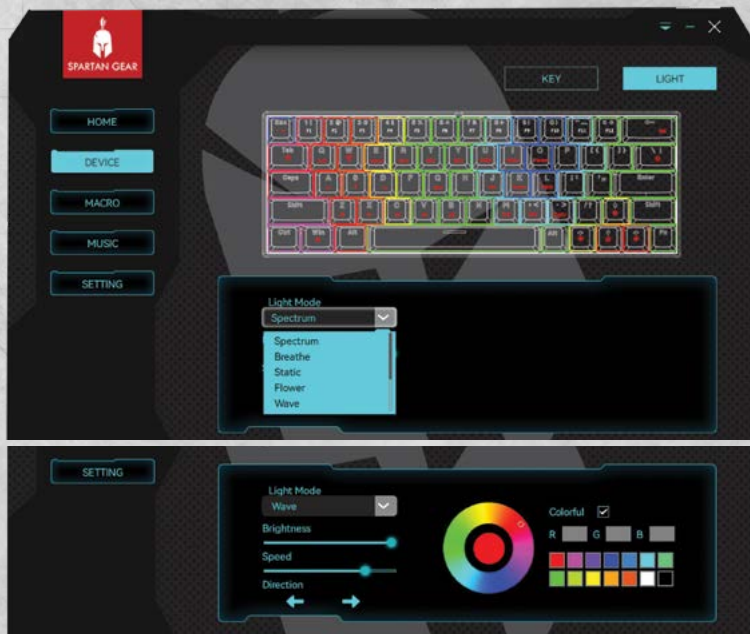 SPARTAN GEAR
KEY
LIGHT
HOME
DEVICE
MACRO
MUSIC
SETTING
Tab
Caps
Enter
Shift
Shift
Ctrl
Win
Alt
Alt
Fn
Light Mode
Spectrum
Spectrum
Breathe
Static
Flower
Wave
SETTING
Light Mode
Wave
Brightness
Speed
Direction
Colorful
R
G
B